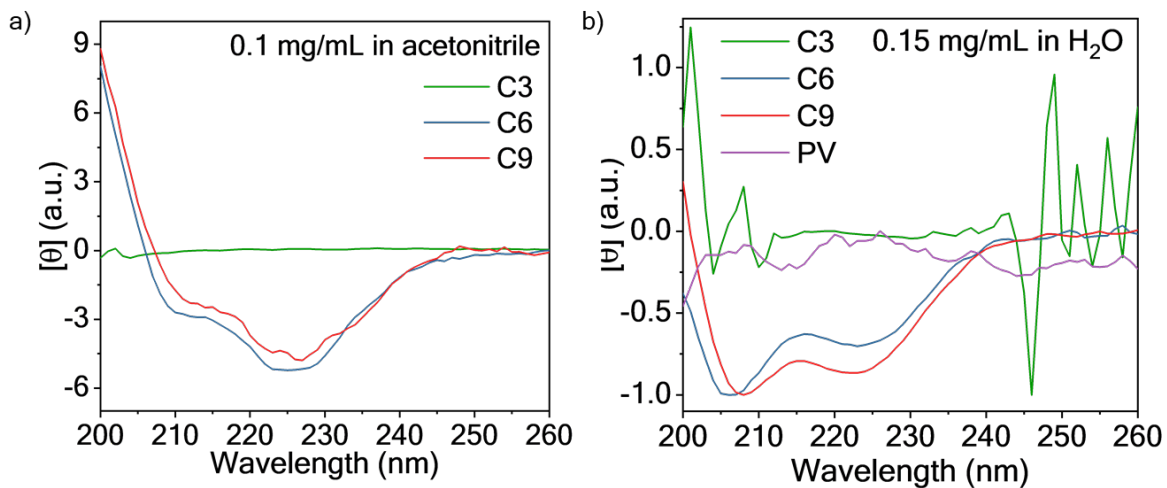 a)
0.1 mg/mL in acetonitrile
C3
C6
C9
[θ] (a.u.)
9
6
3
0
-3
-6
200 210 220 230 240 250 260
Wavelength (nm)
b)
0.15 mg/mL in H₂O
C3
C6
C9
PV
[θ] (a.u.)
1.0
0.5
0.0
-0.5
-1.0
200 210 220 230 240 250 260
Wavelength (nm)